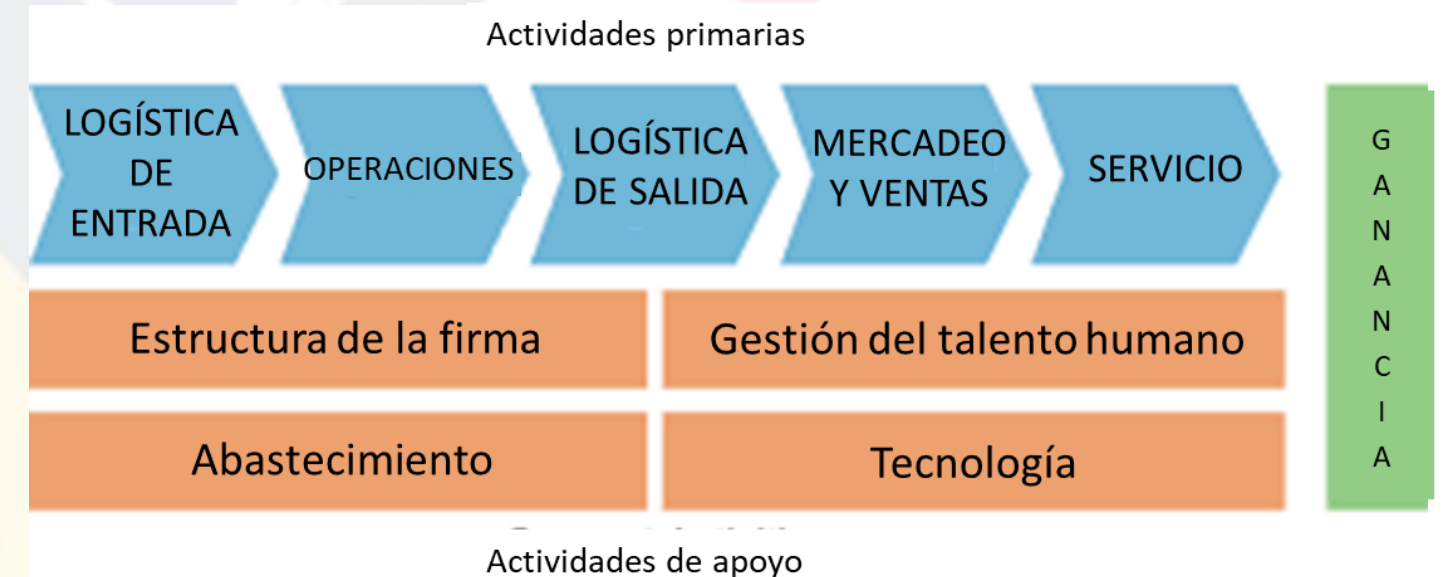 Actividades primarias
LOGÍSTICA
DE
ENTRADA
OPERACIONES
LOGÍSTICA
DE SALIDA
MERCADEO
Y VENTAS
SERVICIO
G
A
N
A
N
C
I
A
Estructura de la firma
Gestión del talento humano
Abastecimiento
Tecnología
Actividades de apoyo